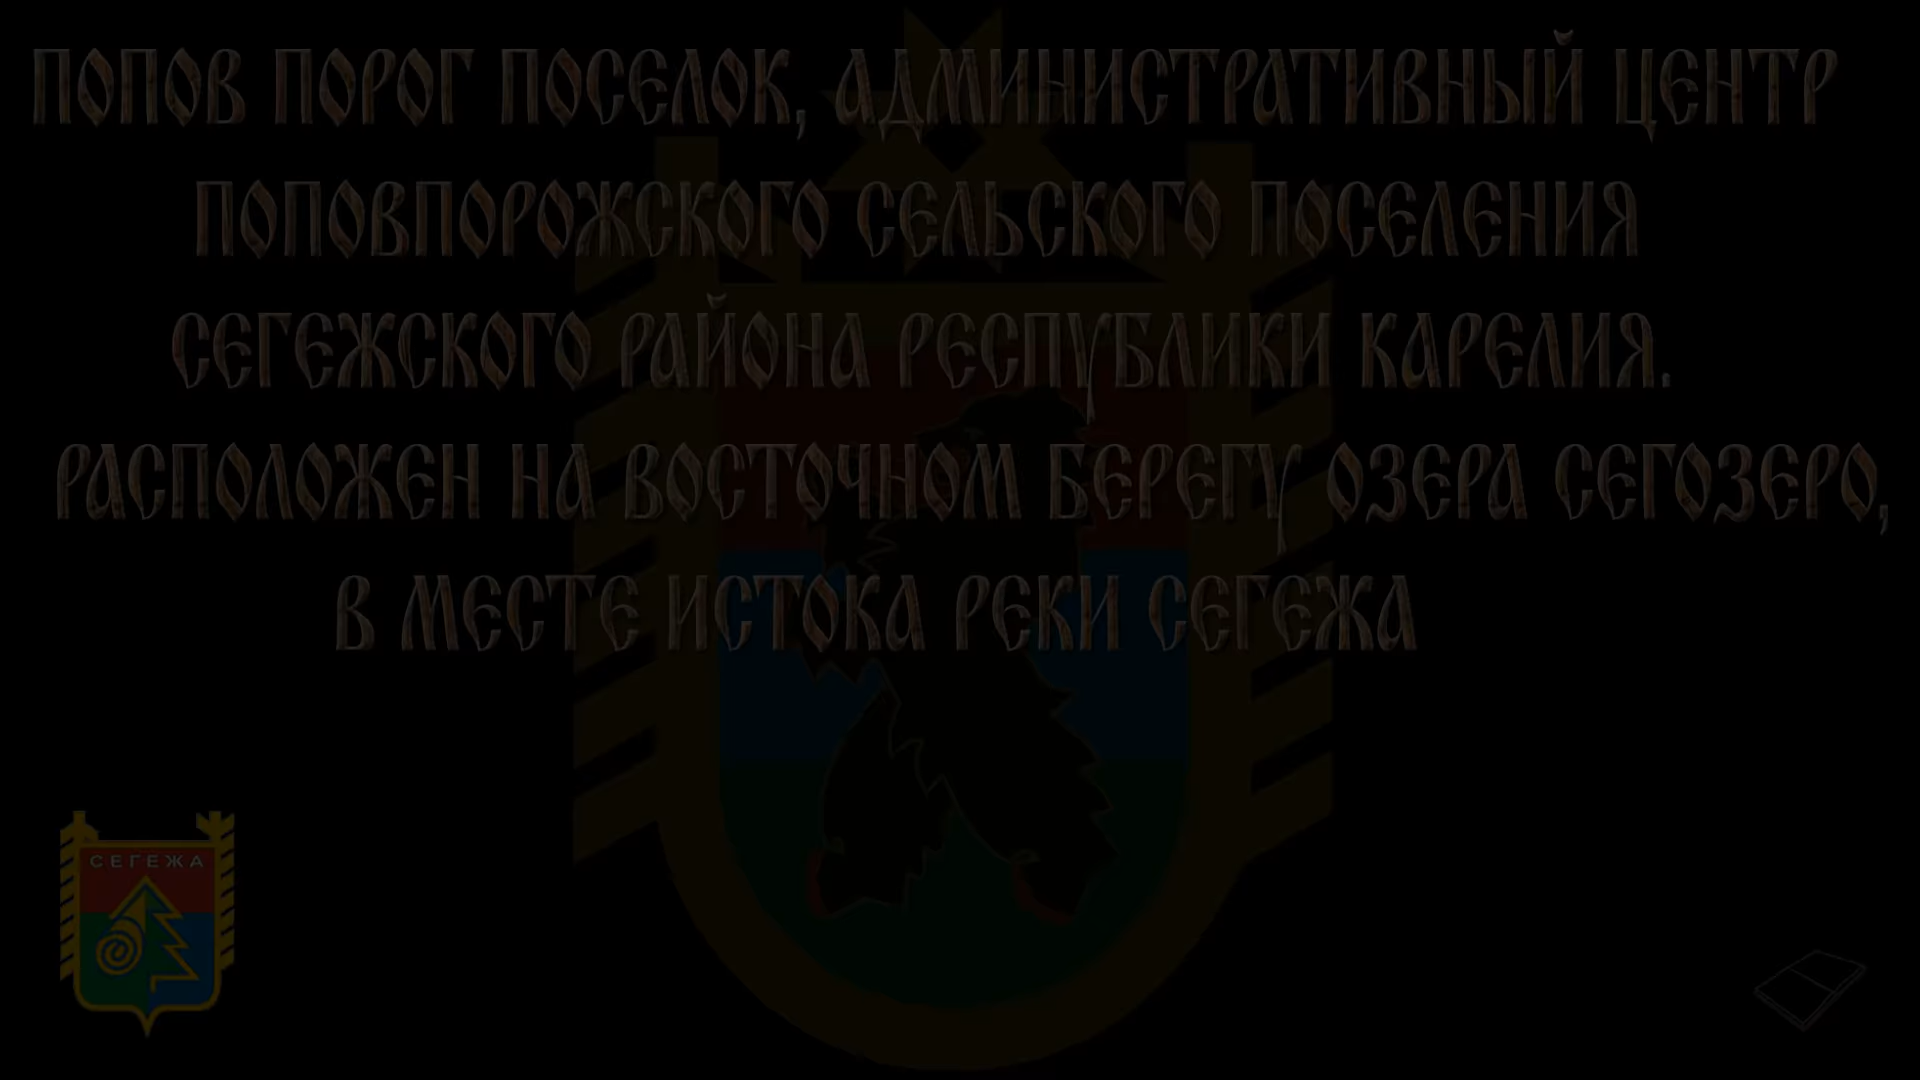 ПОПОВ ПОРОГ ПОСЕЛОК, АДМИНИСТРАТИВНЫЙ ЦЕНТР
ПОПОВПОРОЖСКОГО СЕЛЬСКОГО ПОСЕЛЕНИЯ
СЕГЕЖСКОГО РАЙОНА РЕСПУБЛИКИ КАРЕЛИЯ.
РАСПОЛОЖЕН НА ВОСТОЧНОМ БЕРЕГУ ОЗЕРА СЕГОЗЕРО,
В МЕСТЕ ИСТОКА РЕКИ СЕГЕЖА
СЕГЕЖА